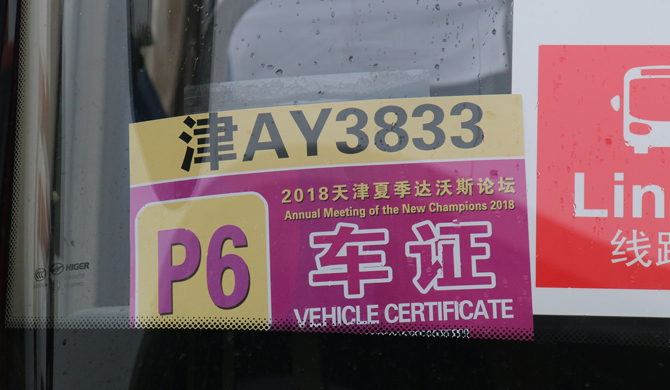 津AY3833
2018天津夏季达沃斯论坛
Annual Meeting of the New Champions 2018
P6
车证
VEHICLE CERTIFICATE
HIGER
Lin
线路